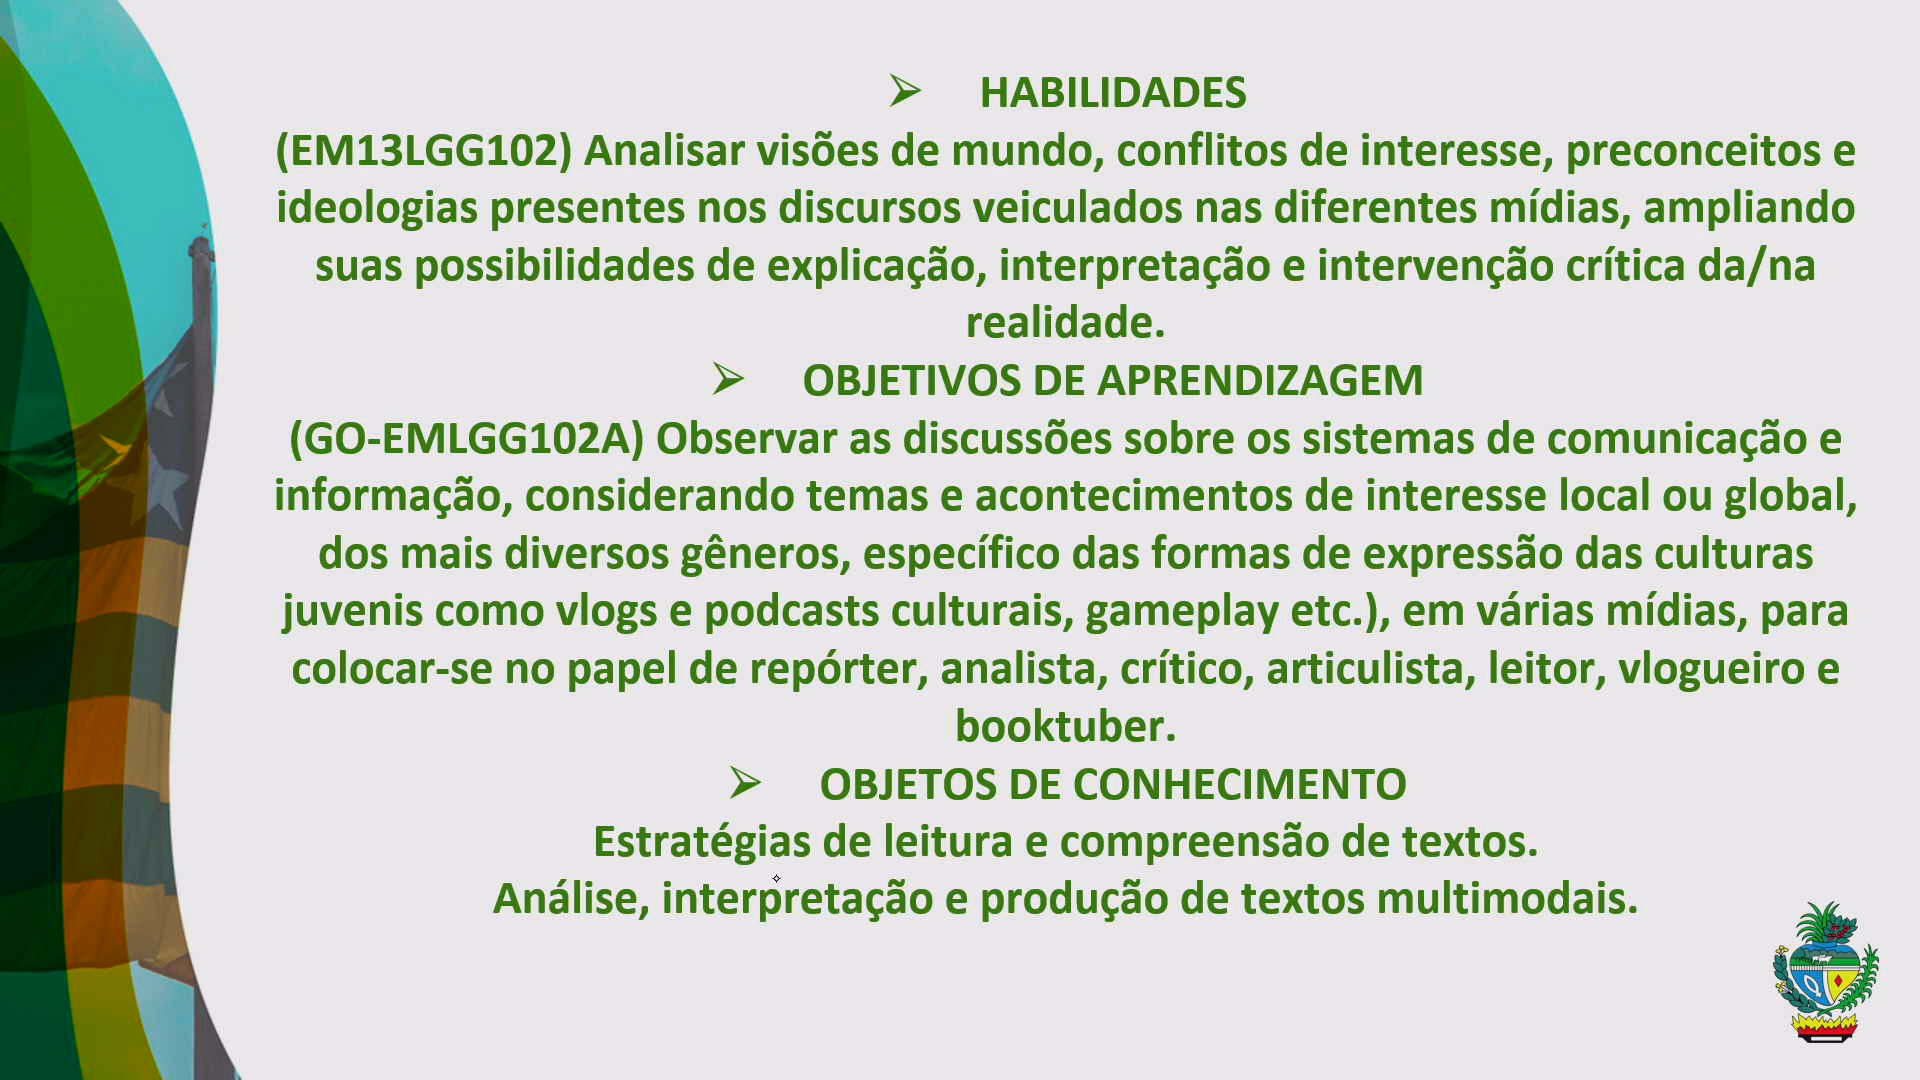 ➢ HABILIDADES
(EM13LGG102) Analisar visões de mundo, conflitos de interesse, preconceitos e
ideologias presentes nos discursos veiculados nas diferentes mídias, ampliando
suas possibilidades de explicação, interpretação e intervenção crítica da/na
realidade.
➢ OBJETIVOS DE APRENDIZAGEM
(GO-EMLGG102A) Observar as discussões sobre os sistemas de comunicação e
informação, considerando temas e acontecimentos de interesse local ou global,
dos mais diversos gêneros, específico das formas de expressão das culturas
juvenis como vlogs e podcasts culturais, gameplay etc.), em várias mídias, para
colocar-se no papel de repórter, analista, crítico, articulista, leitor, vlogueiro e
booktuber.
➢ OBJETOS DE CONHECIMENTO
Estratégias de leitura e compreensão de textos.
Análise, interpretação e produção de textos multimodais.